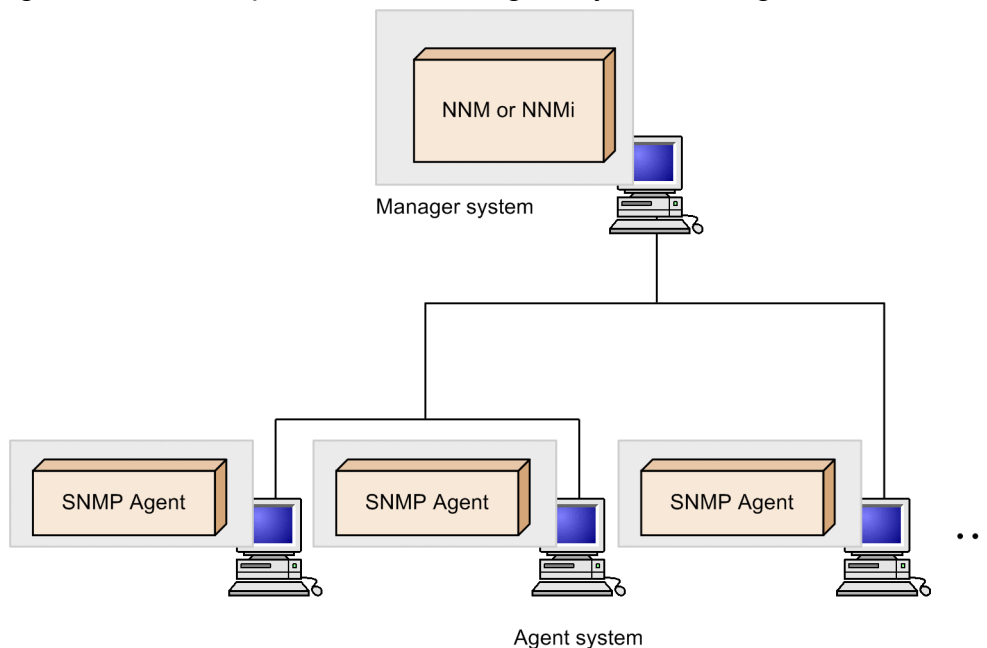 NNM or NNMi
Manager system
SNMP Agent
SNMP Agent
SNMP Agent
..
Agent system